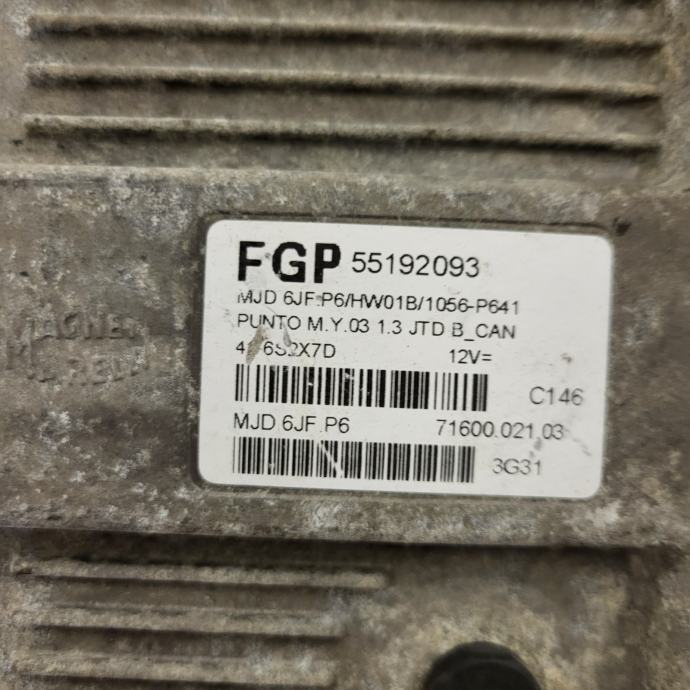 FGP 55192093
MJD 6JF.P6/HW01B/1056-P641
PUNTO M.Y.03 1.3 JTD B_CAN
12V=
C146
MJD 6JF.P6 71600.021.03
3G31